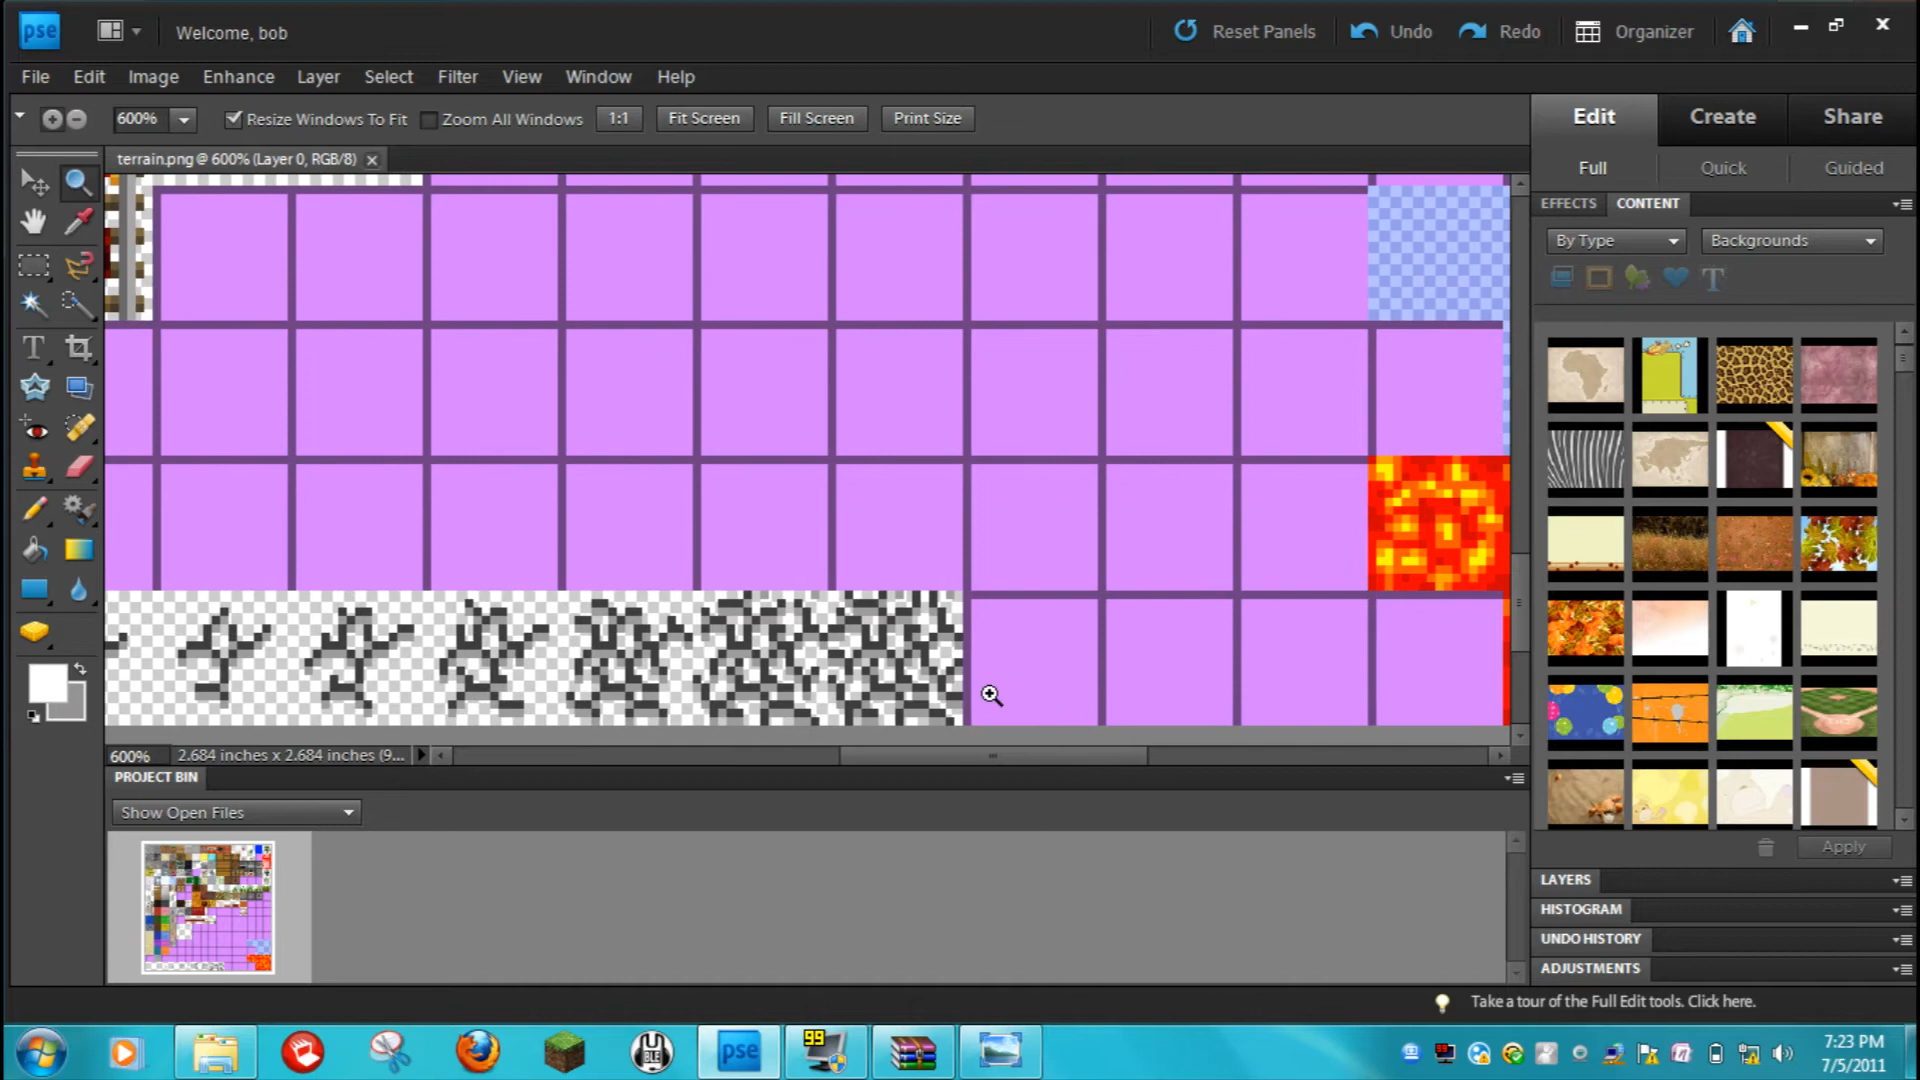 pse
Welcome, bob
Reset Panels
Undo
Redo
Organizer
File Edit Image Enhance Layer Select Filter View Window Help
600%
Resize Windows To Fit
Zoom All Windows
1:1
Fit Screen
Fill Screen
Print Size
Edit
Create
Share
terrain.png @ 600% (Layer 0, RGB/8)
Full
Quick
Guided
EFFECTS
CONTENT
By Type
Backgrounds
T
T
600%
2.684 inches x 2.684 inches (9...
PROJECT BIN
Show Open Files
Apply
LAYERS
HISTOGRAM
UNDO HISTORY
ADJUSTMENTS
Take a tour of the Full Edit tools. Click here.
pse
99
7:23 PM
7/5/2011